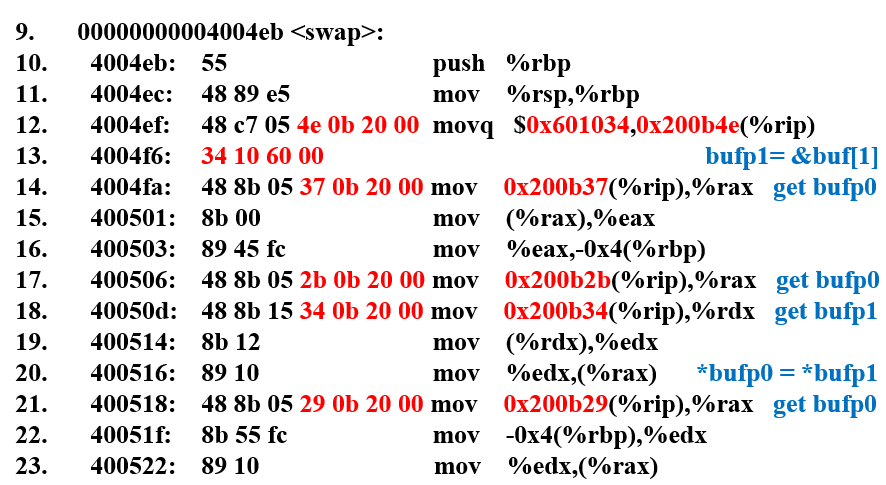 9. 00000000004004eb <swap>:
10. 4004eb: 55 push %rbp
11. 4004ec: 48 89 e5 mov %rsp,%rbp
12. 4004ef: 48 c7 05 4e 0b 20 00 movq $0x601034,0x200b4e(%rip)
13. 4004f6: 34 10 60 00 bufp1= &buf[1]
14. 4004fa: 48 8b 05 37 0b 20 00 mov 0x200b37(%rip),%rax get bufp0
15. 400501: 8b 00 mov (%rax),%eax
16. 400503: 89 45 fc mov %eax,-0x4(%rbp)
17. 400506: 48 8b 05 2b 0b 20 00 mov 0x200b2b(%rip),%rax get bufp0
18. 40050d: 48 8b 15 34 0b 20 00 mov 0x200b34(%rip),%rdx get bufp1
19. 400514: 8b 12 mov (%rdx),%edx
20. 400516: 89 10 mov %edx,(%rax) *bufp0 = *bufp1
21. 400518: 48 8b 05 29 0b 20 00 mov 0x200b29(%rip),%rax get bufp0
22. 40051f: 8b 55 fc mov -0x4(%rbp),%edx
23. 400522: 89 10 mov %edx,(%rax)